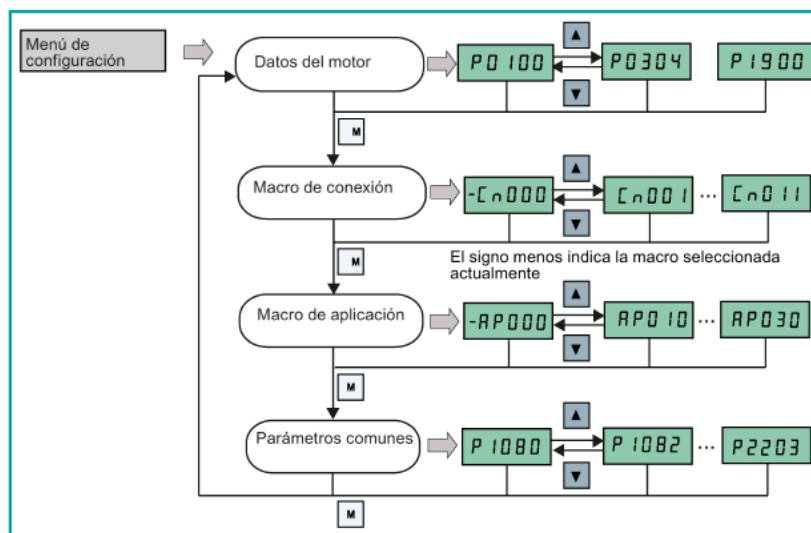 Menú de
configuración
Datos del motor
P0100
▲
▼
P0304
P1900
M
Macro de conexión
-Cn000
▲
▼
Cn001
...
Cn011
El signo menos indica la macro seleccionada
actualmente
M
Macro de aplicación
-AP000
▲
▼
AP010
...
AP030
M
Parámetros comunes
P1080
▲
▼
P1082
...
P2203
M